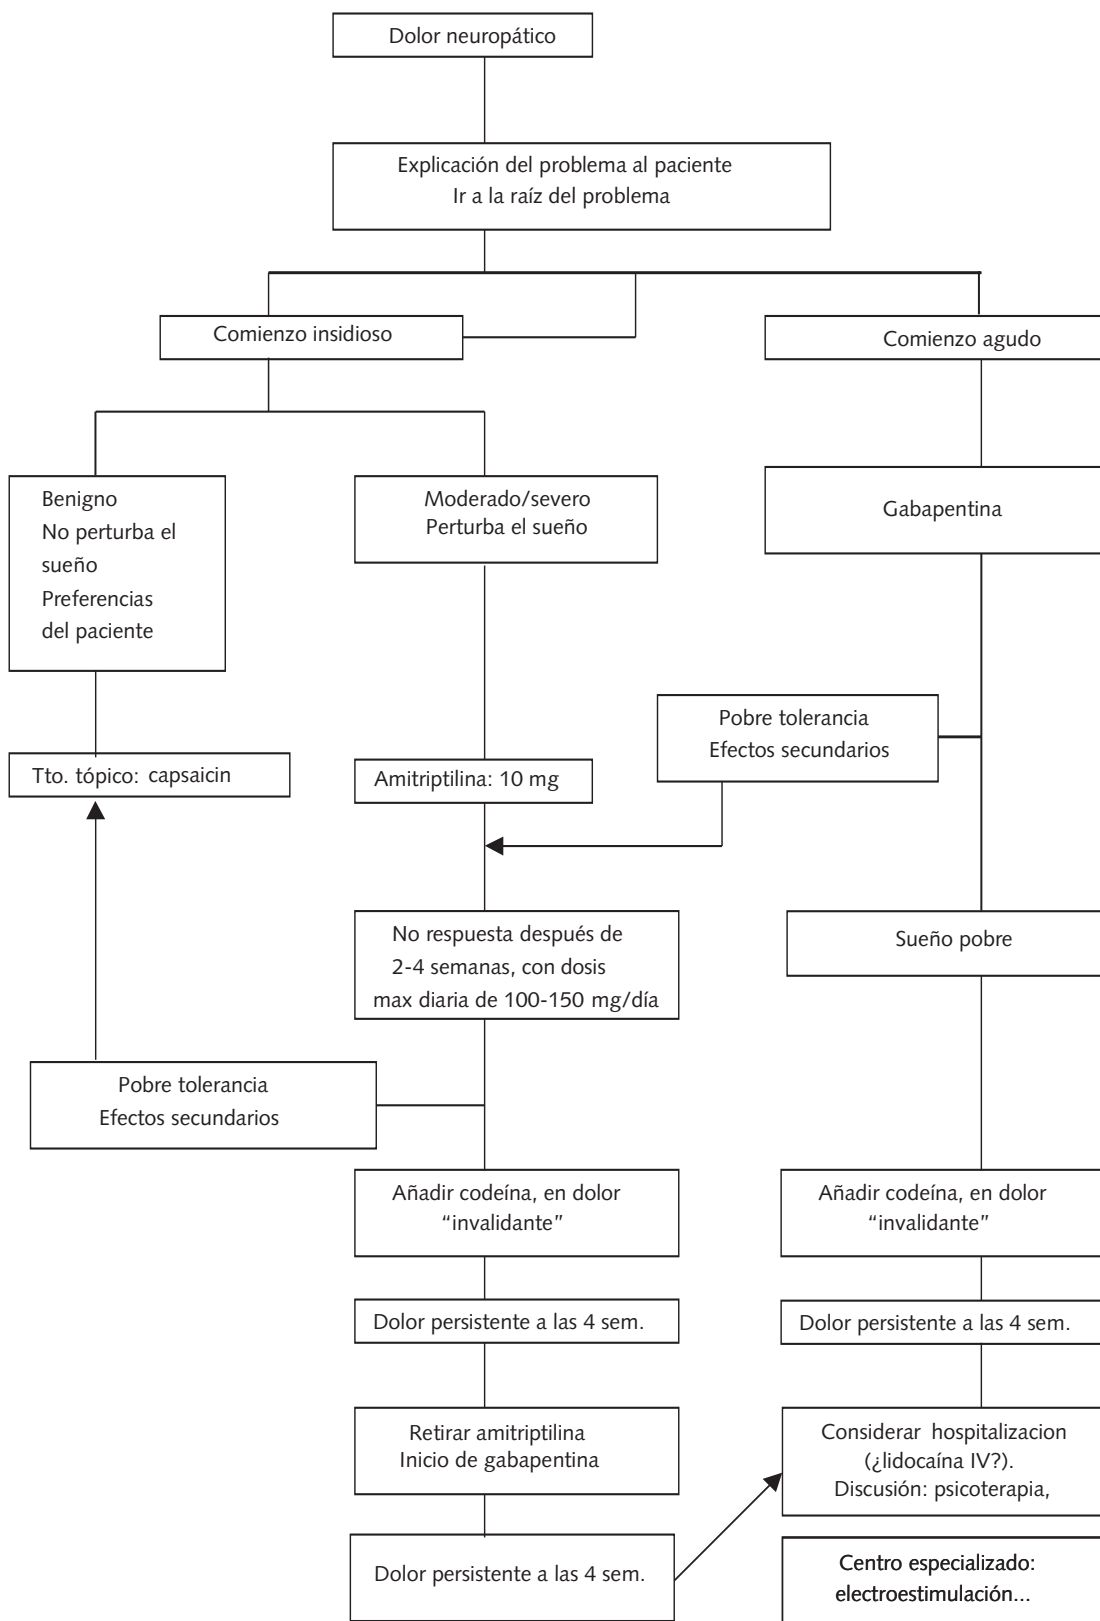 Dolor neuropático
Explicación del problema al paciente
Ir a la raíz del problema
Comienzo insidioso
Comienzo agudo
Benigno
No perturba el
sueño
Preferencias
del paciente
Moderado/severo
Perturba el sueño
Gabapentina
Pobre tolerancia
Efectos secundarios
Tto. tópico: capsaicin
Amitriptilina: 10 mg
No respuesta después de
2-4 semanas, con dosis
max diaria de 100-150 mg/día
Sueño pobre
Pobre tolerancia
Efectos secundarios
Añadir codeína, en dolor
“invalidante”
Añadir codeína, en dolor
“invalidante”
Dolor persistente a las 4 sem.
Dolor persistente a las 4 sem.
Retirar amitriptilina
Inicio de gabapentina
Considerar hospitalizacion
(¿lidocaína IV?).
Discusión: psicoterapia,
Dolor persistente a las 4 sem.
Centro especializado:
electroestimulación...